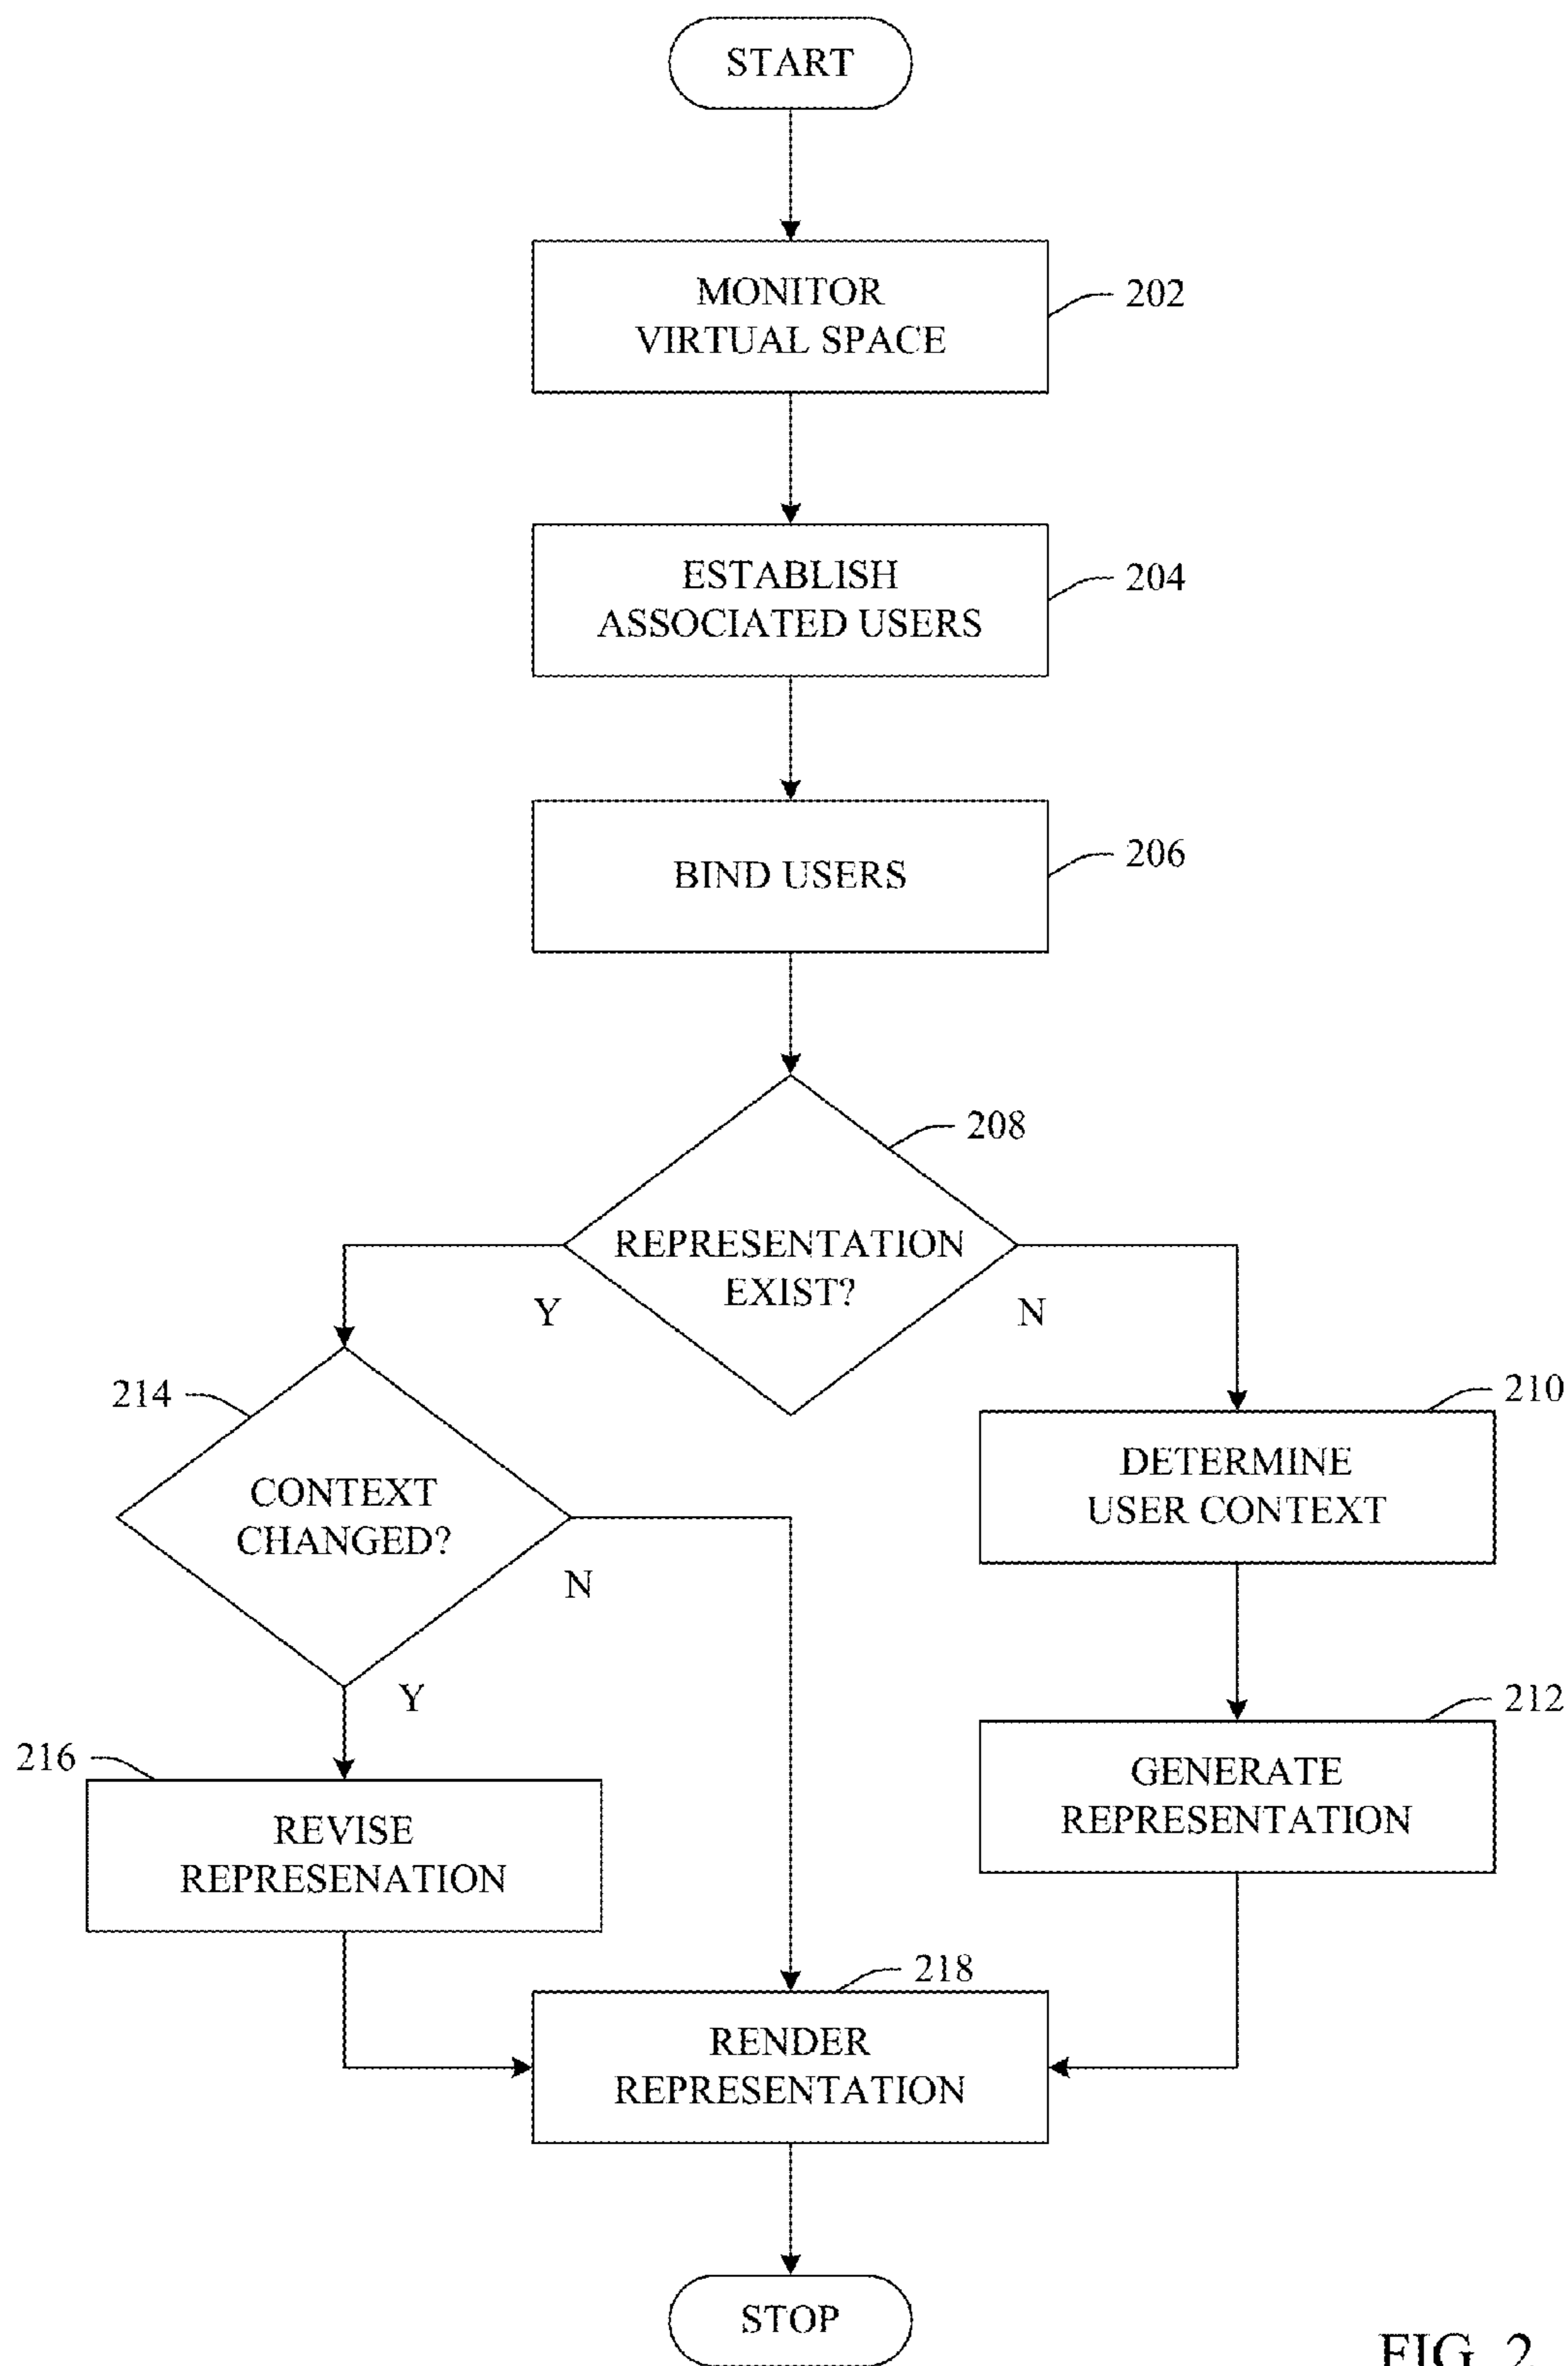 START
MONITOR
VIRTUAL SPACE
202
ESTABLISH
ASSOCIATED USERS
204
BIND USERS
206
208
REPRESENTATION
EXIST?
Y
N
214
CONTEXT
CHANGED?
N
Y
210
DETERMINE
USER CONTEXT
212
GENERATE
REPRESENTATION
216
REVISE
REPRESENATION
218
RENDER
REPRESENTATION
STOP
FIG. 2